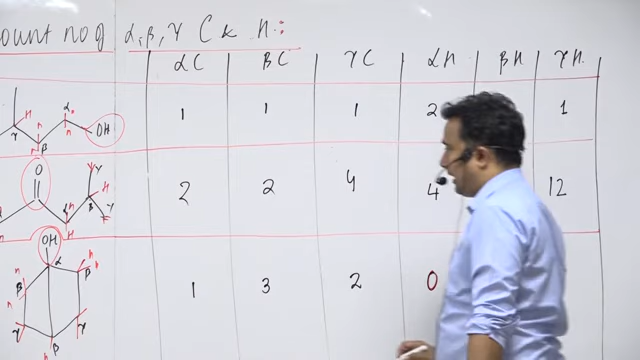 ount no of α, β, γ C & H :
αC βC γC αH βH γH
1 1 1 2 1
H α H
γ H H OH
H β
2 2 4 4 12
O γ
β H
α H γ
H
1 3 2 0
OH α H H
H β β
H
γ γ
β
H